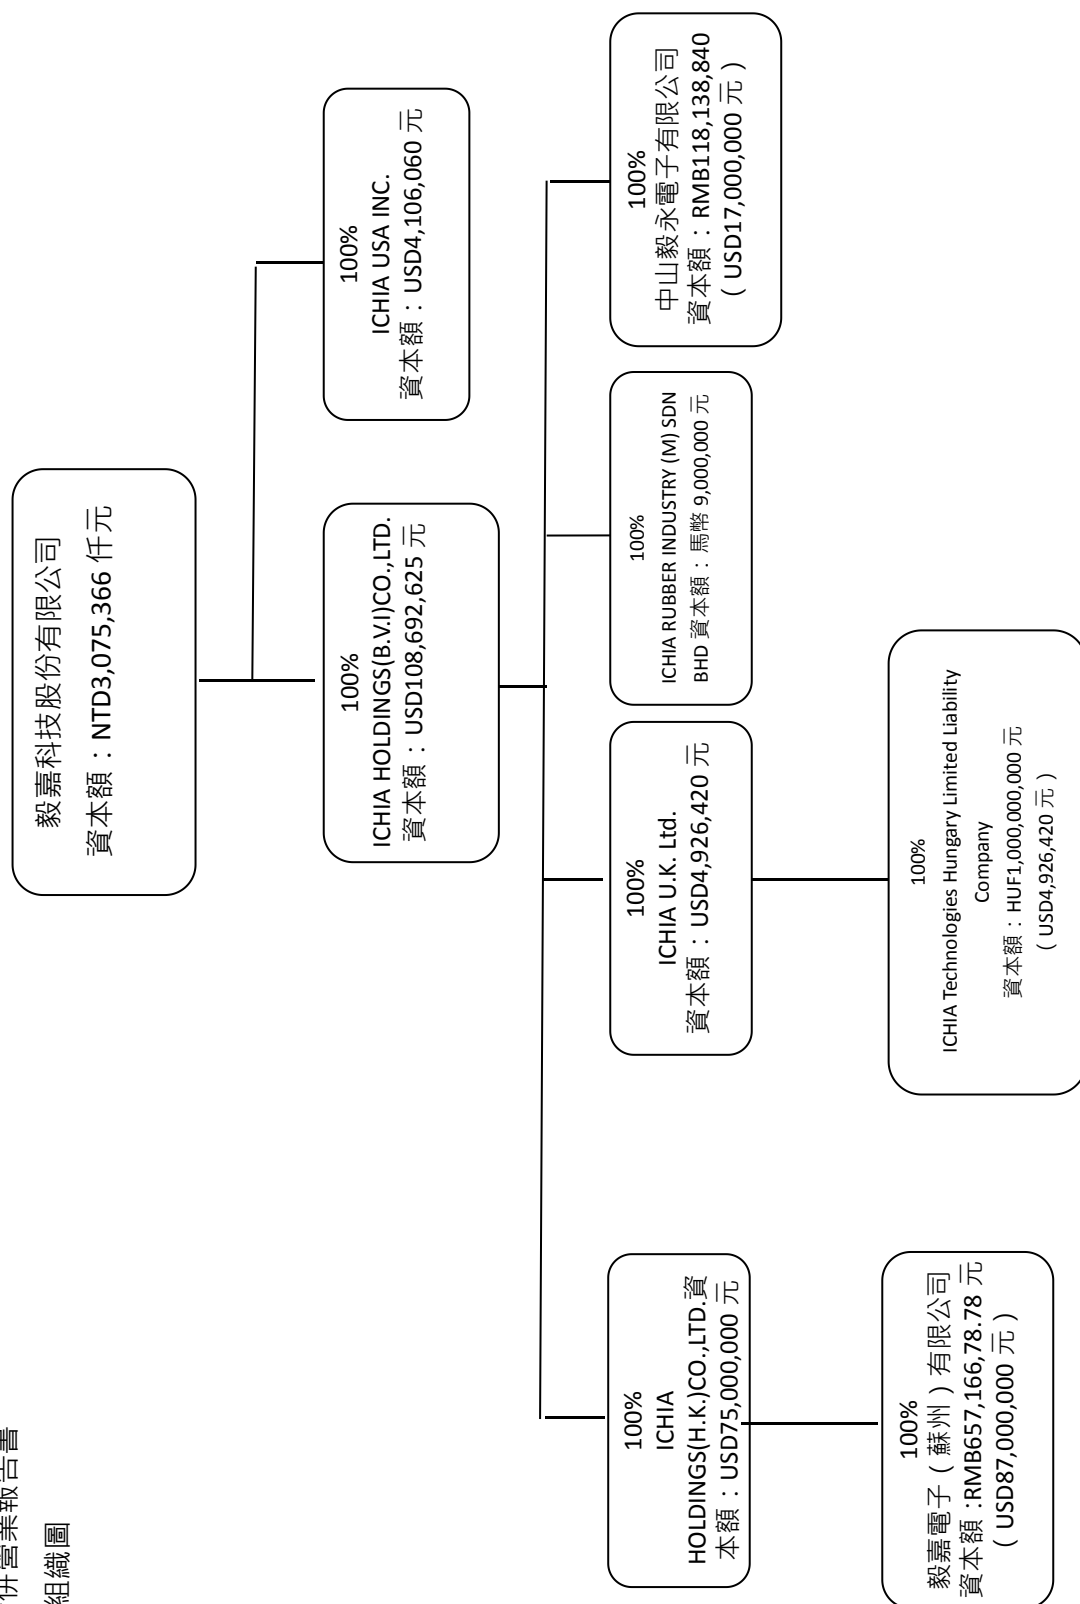 併營業報告書
組織圖
毅嘉科技股份有限公司
資本額：NTD3,075,366 仟元
100%
ICHIA HOLDINGS(B.V.I)CO.,LTD.
資本額：USD108,692,625 元
100%
ICHIA USA INC.
資本額：USD4,106,060 元
100%
ICHIA
HOLDINGS(H.K.)CO.,LTD.資
本額：USD75,000,000 元
100%
ICHIA U.K. Ltd.
資本額：USD4,926,420 元
100%
ICHIA RUBBER INDUSTRY (M) SDN
BHD 資本額：馬幣 9,000,000 元
100%
中山毅永電子有限公司
資本額：RMB118,138,840
（USD17,000,000 元）
100%
毅嘉電子（蘇州）有限公司
資本額:RMB657,166,78.78 元
（USD87,000,000 元）
100%
ICHIA Technologies Hungary Limited Liability
Company
資本額：HUF1,000,000,000 元
（USD4,926,420 元）